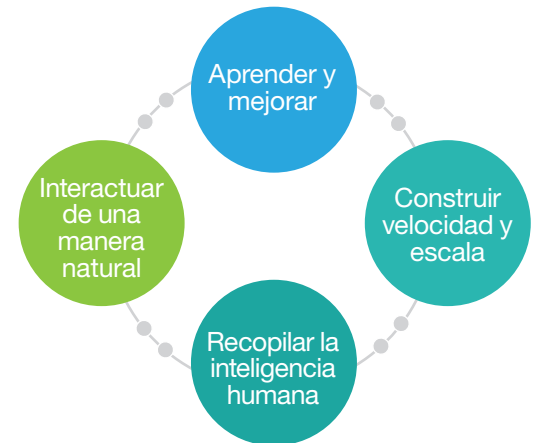 Aprender y
mejorar
Interactuar
de una
manera
natural
Construir
velocidad y
escala
Recopilar la
inteligencia
humana